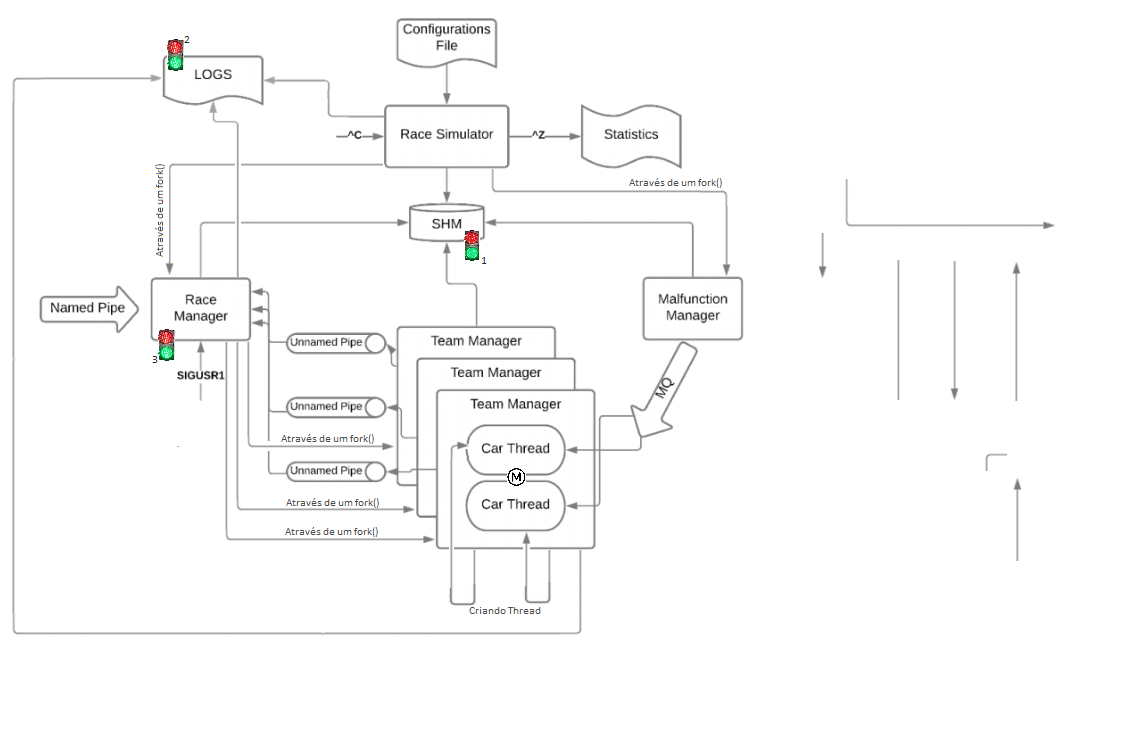 Configurations
File
2
LOGS
^C
Race Simulator
^Z
Statistics
Através de um fork()
Através de um fork()
SHM
1
Named Pipe
Race
Manager
Malfunction
Manager
3
SIGUSR1
Unnamed Pipe
Team Manager
Team Manager
MQ
Unnamed Pipe
Team Manager
Através de um fork()
Car Thread
Unnamed Pipe
M
Através de um fork()
Car Thread
Através de um fork()
Criando Thread